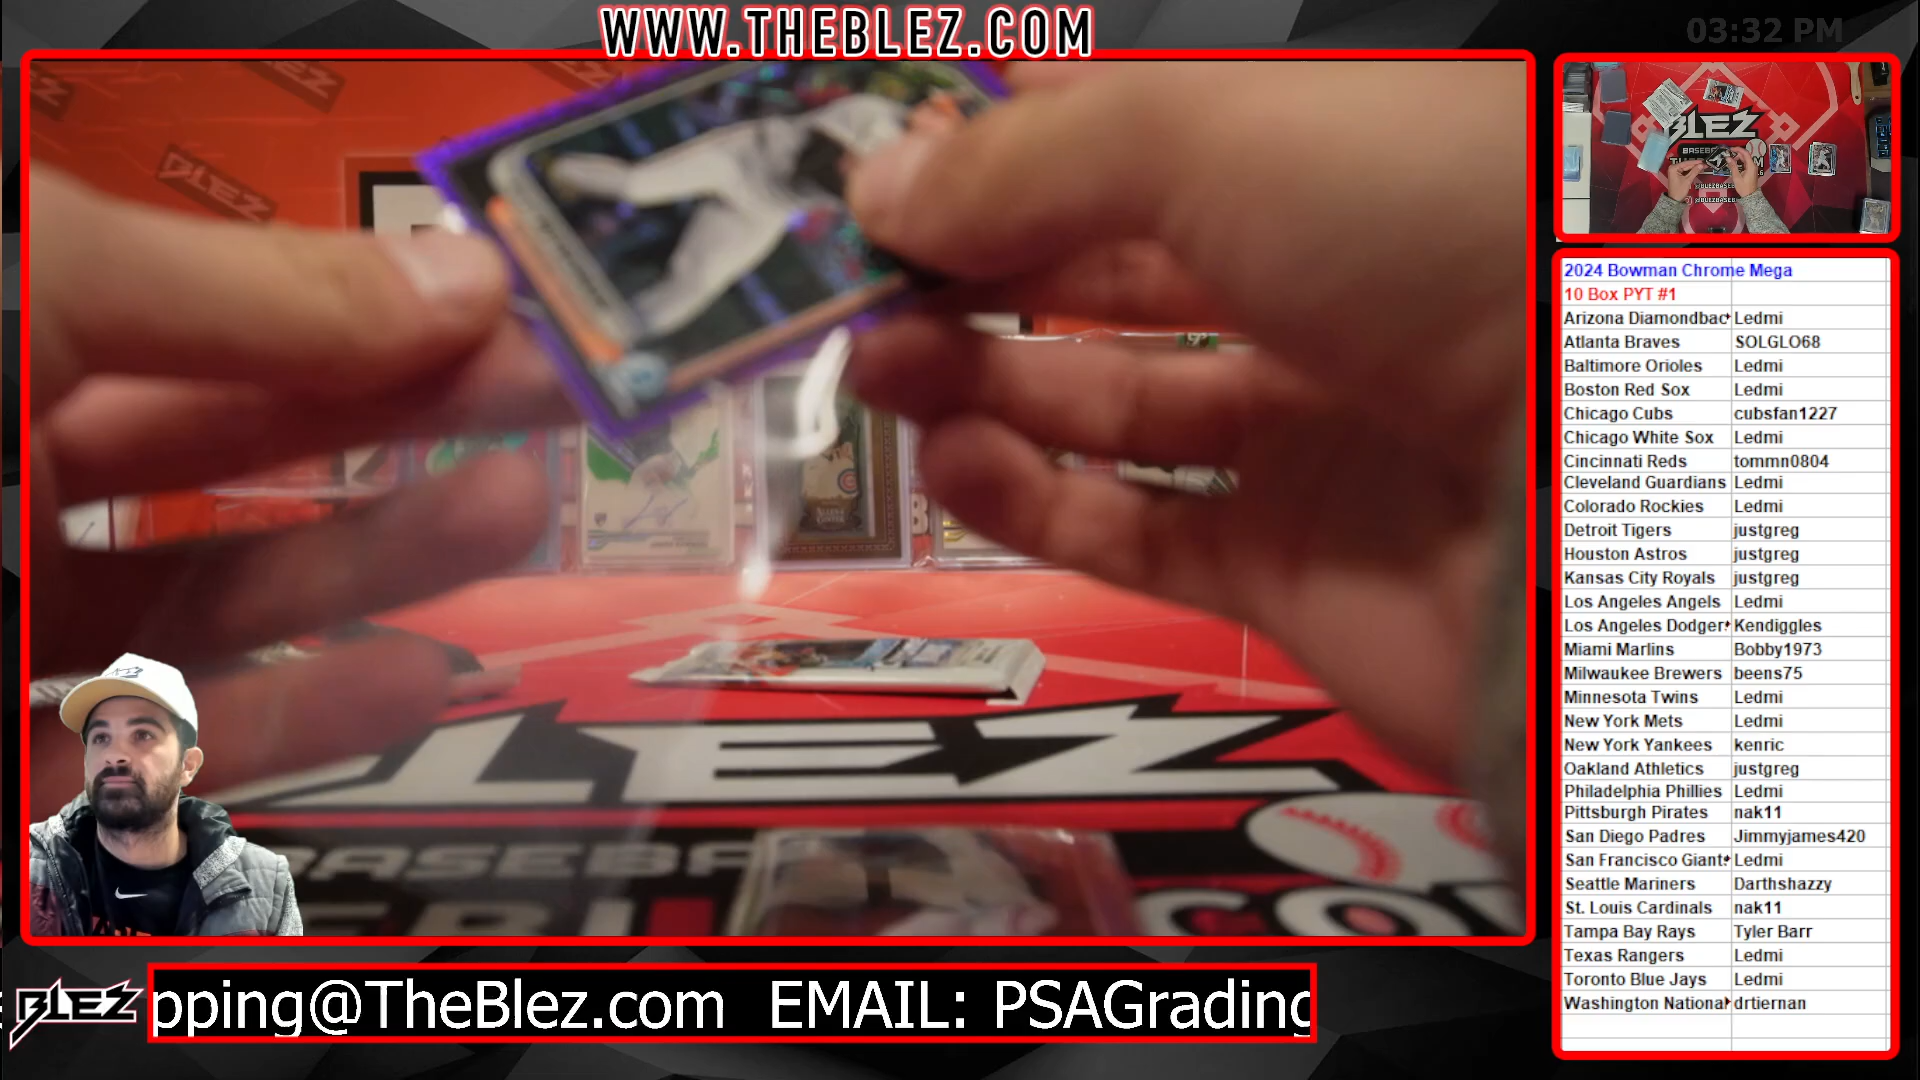 WWW.THEBLEZ.COM
03:32 PM
BLEZ
BLEZ
2024 Bowman Chrome Mega
10 Box PYT #1
Arizona Diamondbac Ledmi
Atlanta Braves SOLGLO68
Baltimore Orioles Ledmi
Boston Red Sox Ledmi
Chicago Cubs cubsfan1227
Chicago White Sox Ledmi
Cincinnati Reds tommn0804
Cleveland Guardians Ledmi
Colorado Rockies Ledmi
Detroit Tigers justgreg
Houston Astros justgreg
Kansas City Royals justgreg
Los Angeles Angels Ledmi
Los Angeles Dodger Kendiggles
Miami Marlins Bobby1973
Milwaukee Brewers beens75
Minnesota Twins Ledmi
New York Mets Ledmi
New York Yankees kenric
Oakland Athletics justgreg
Philadelphia Phillies Ledmi
Pittsburgh Pirates nak11
San Diego Padres Jimmyjames420
San Francisco Giant Ledmi
Seattle Mariners Darthshazzy
St. Louis Cardinals nak11
Tampa Bay Rays Tyler Barr
Texas Rangers Ledmi
Toronto Blue Jays Ledmi
Washington Nationa drtiernan
BLEZ
pping@TheBlez.com EMAIL: PSAGrading